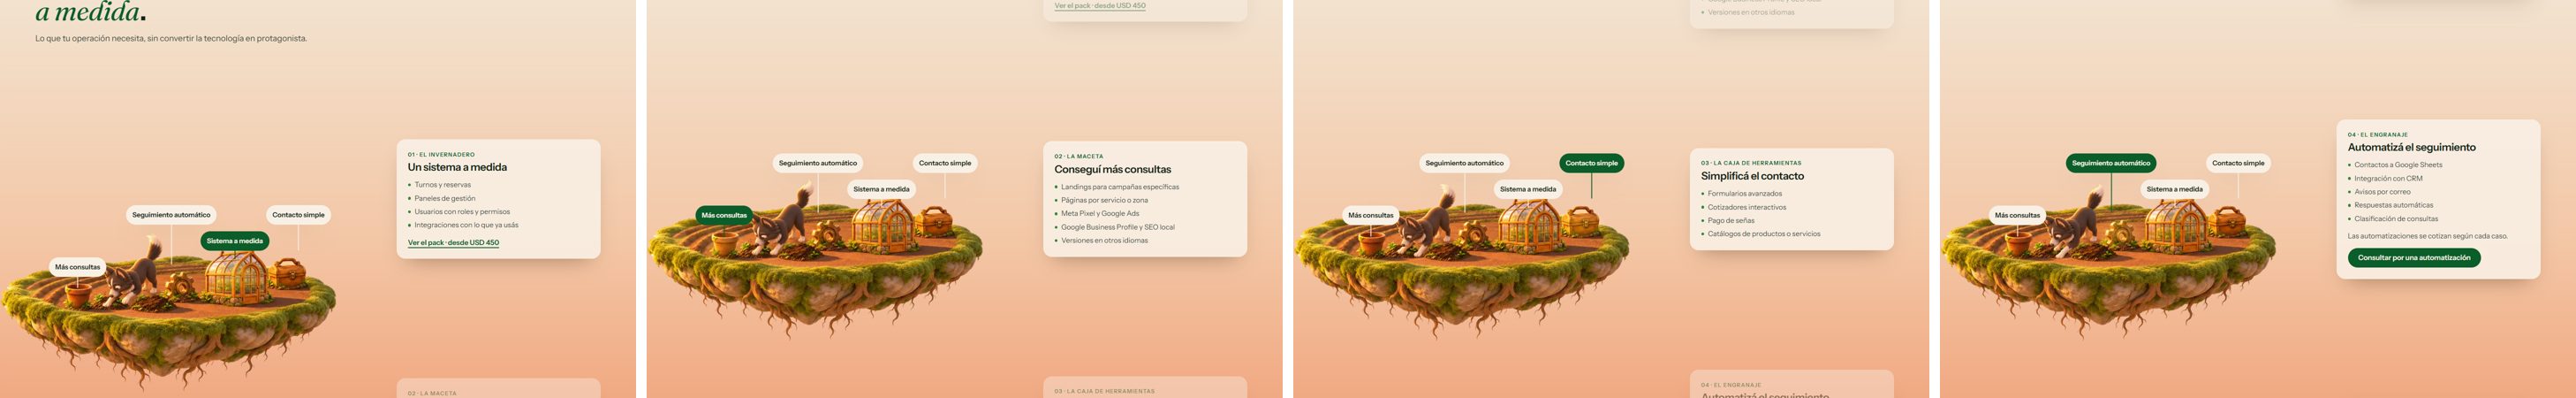 a medida.
Lo que tu operación necesita, sin convertir la tecnología en protagonista.
Seguimiento automático
Contacto simple
Sistema a medida
Más consultas
01 · EL INVERNADERO
Un sistema a medida
• Turnos y reservas
• Paneles de gestión
• Usuarios con roles y permisos
• Integraciones con lo que ya usás
Ver el pack · desde USD 450
02 · LA MACETA
Ver el pack · desde USD 450
Seguimiento automático
Contacto simple
Sistema a medida
Más consultas
02 · LA MACETA
Conseguí más consultas
• Landings para campañas específicas
• Páginas por servicio o zona
• Meta Pixel y Google Ads
• Google Business Profile y SEO local
• Versiones en otros idiomas
03 · LA CAJA DE HERRAMIENTAS
• Versiones en otros idiomas
Seguimiento automático
Contacto simple
Sistema a medida
Más consultas
03 · LA CAJA DE HERRAMIENTAS
Simplificá el contacto
• Formularios avanzados
• Cotizadores interactivos
• Pago de señas
• Catálogos de productos o servicios
04 · EL ENGRANAJE
Automatizá el seguimiento
Seguimiento automático
Contacto simple
Sistema a medida
Más consultas
04 · EL ENGRANAJE
Automatizá el seguimiento
• Contactos a Google Sheets
• Integración con CRM
• Avisos por correo
• Respuestas automáticas
• Clasificación de consultas
Las automatizaciones se cotizan según cada caso.
Consultar por una automatización